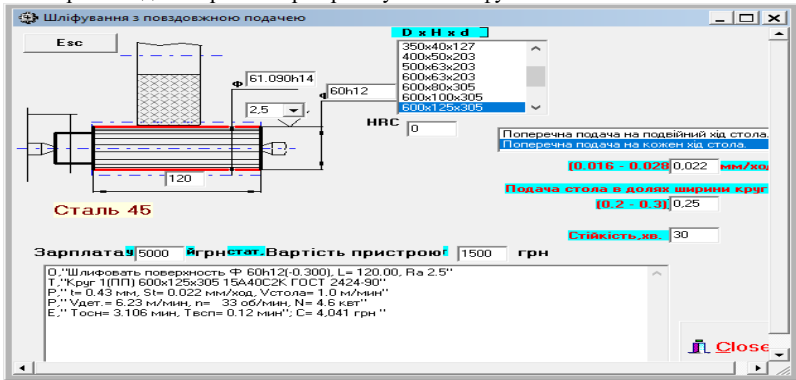 Шліфування з повздовжною подачею
Esc
D x H x d
350x40x127
400x50x203
500x63x203
600x63x203
600x80x305
600x100x305
600x125x305
Ф 61.090h14
60h12
2,5
HRC 0
Поперечна подача на подвійний хід стола.
Поперечна подача на кожен хід стола.
(0.016 - 0.028 0,022 мм/хо
120
Подача стола в долях ширини круг
(0.2 - 0.3) 0,25
Сталь 45
Стійкість,хв. 30
Зарплата 5000 грн стат. Вартість пристрою 1500 грн
О,"Шлифовать поверхность Ф 60h12(-0.300), L= 120.00, Ra 2.5"
Т,"Круг 1(ПП) 600x125x305 15А40С2К ГОСТ 2424-90"
Р," t= 0.43 мм, St= 0.022 мм/ход, Vстола= 1.0 м/мин"
Р," Vдет.= 6.23 м/мин, n= 33 об/мин, N= 4.6 квт"
Е," Тосн= 3.106 мин, Твсп= 0.12 мин"; С= 4,041 грн "
Close